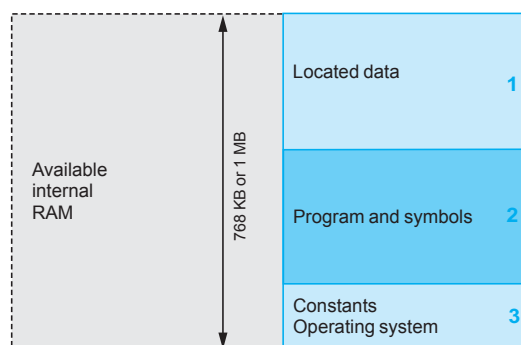 Available
internal
RAM
768 KB or 1 MB
Located data
1
Program and symbols
2
Constants
Operating system
3